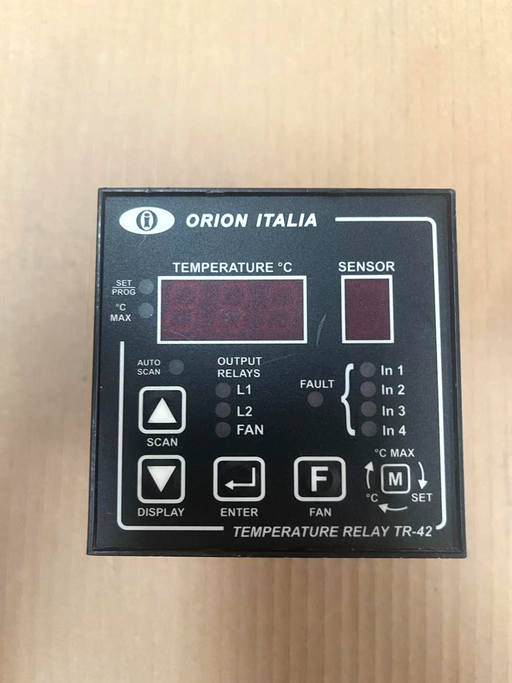 ORION ITALIA
TEMPERATURE °C
SENSOR
SET
PROG
°C
MAX
AUTO
SCAN
OUTPUT
RELAYS
L1
L2
FAN
FAULT
In 1
In 2
In 3
In 4
SCAN
DISPLAY
ENTER
F
FAN
°C MAX
M
°C
SET
TEMPERATURE RELAY TR-42